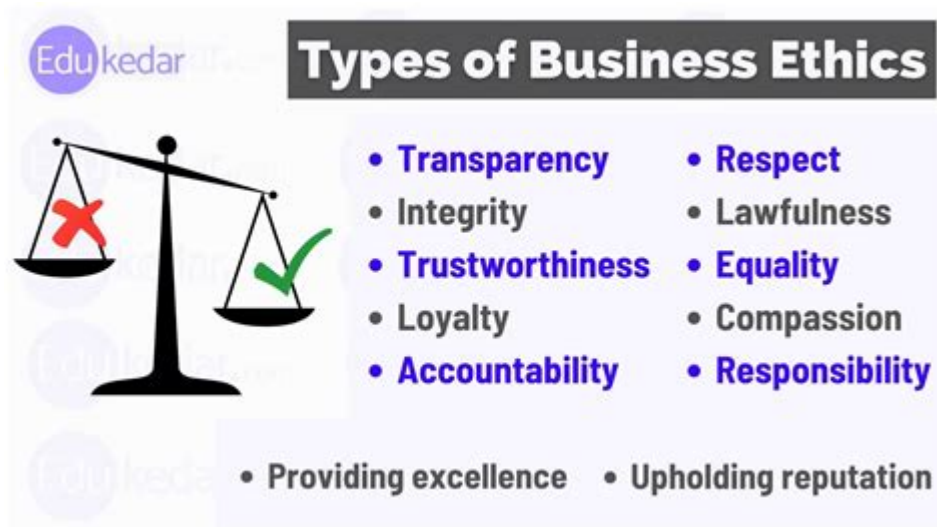 Edukedar
Types of Business Ethics
• Transparency
• Integrity
• Trustworthiness
• Loyalty
• Accountability
• Respect
• Lawfulness
• Equality
• Compassion
• Responsibility
• Providing excellence • Upholding reputation